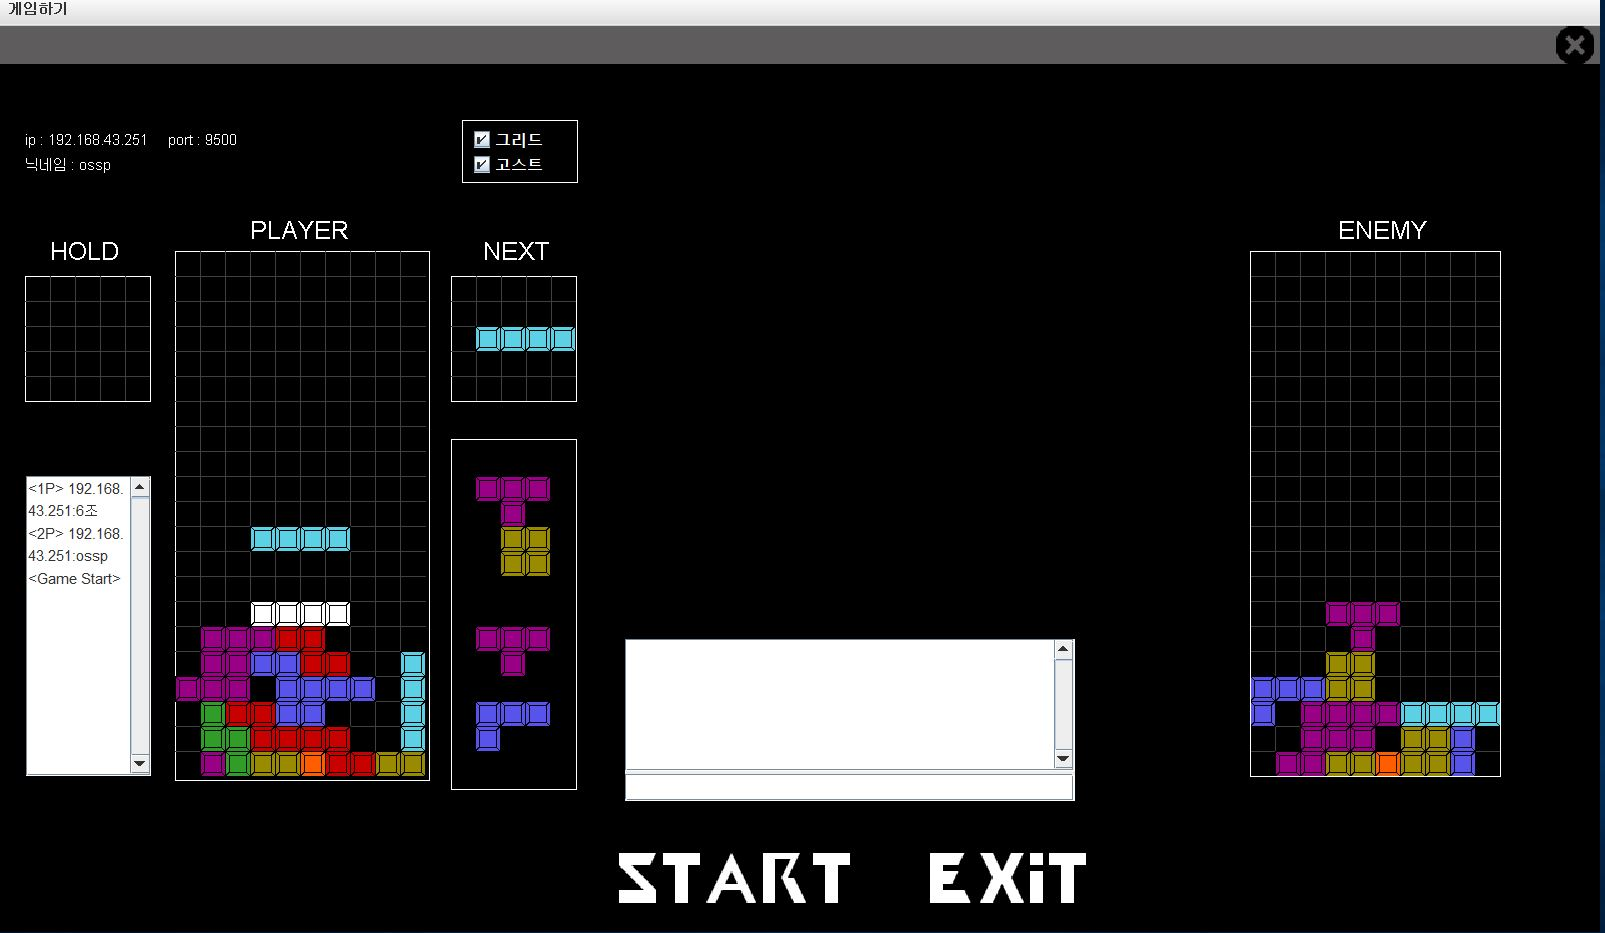 게임하기
ip : 192.168.43.251 port : 9500
닉네임 : ossp
그리드
고스트
HOLD
PLAYER
NEXT
ENEMY
<1P> 192.168.
43.251:6조
<2P> 192.168.
43.251:ossp
<Game Start>
START EXiT